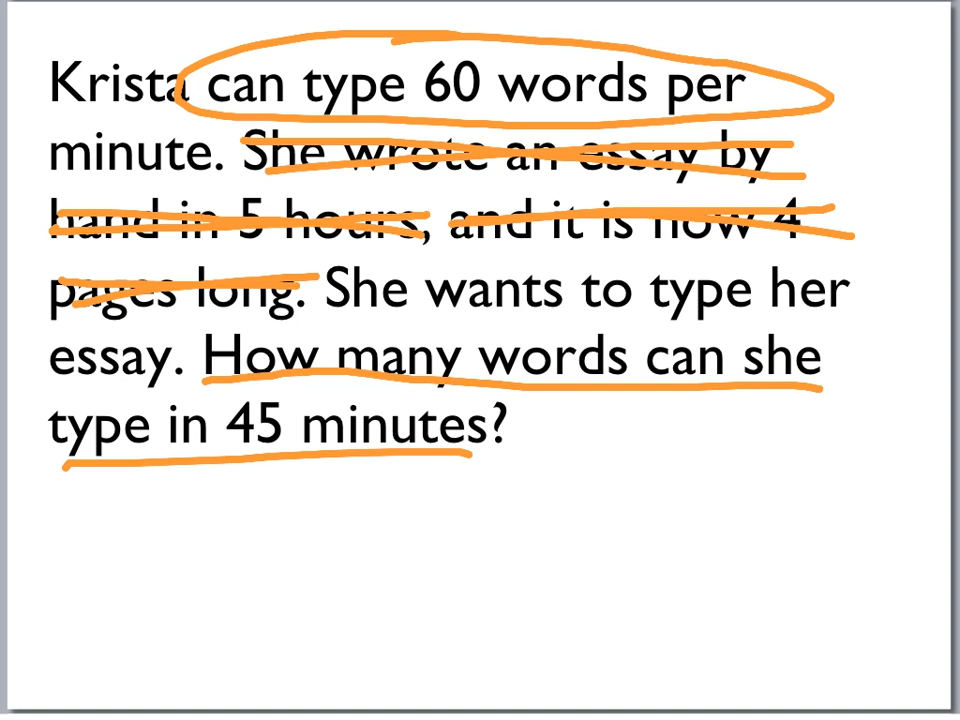 Krista can type 60 words per
minute. She wrote an essay by
hand in 5 hours, and it is now 4
pages long. She wants to type her
essay. How many words can she
type in 45 minutes?